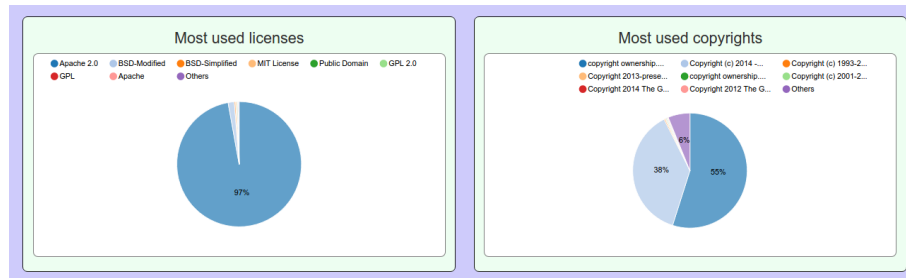 Most used licenses
Apache 2.0 BSD-Modified BSD-Simplified MIT License Public Domain GPL 2.0
GPL Apache Others
97%
Most used copyrights
copyright ownership.... Copyright (c) 2014 -... Copyright (c) 1993-2...
Copyright 2013-prese... copyright ownership.... Copyright (c) 2001-2...
Copyright 2014 The G... Copyright 2012 The G... Others
6%
38%
55%